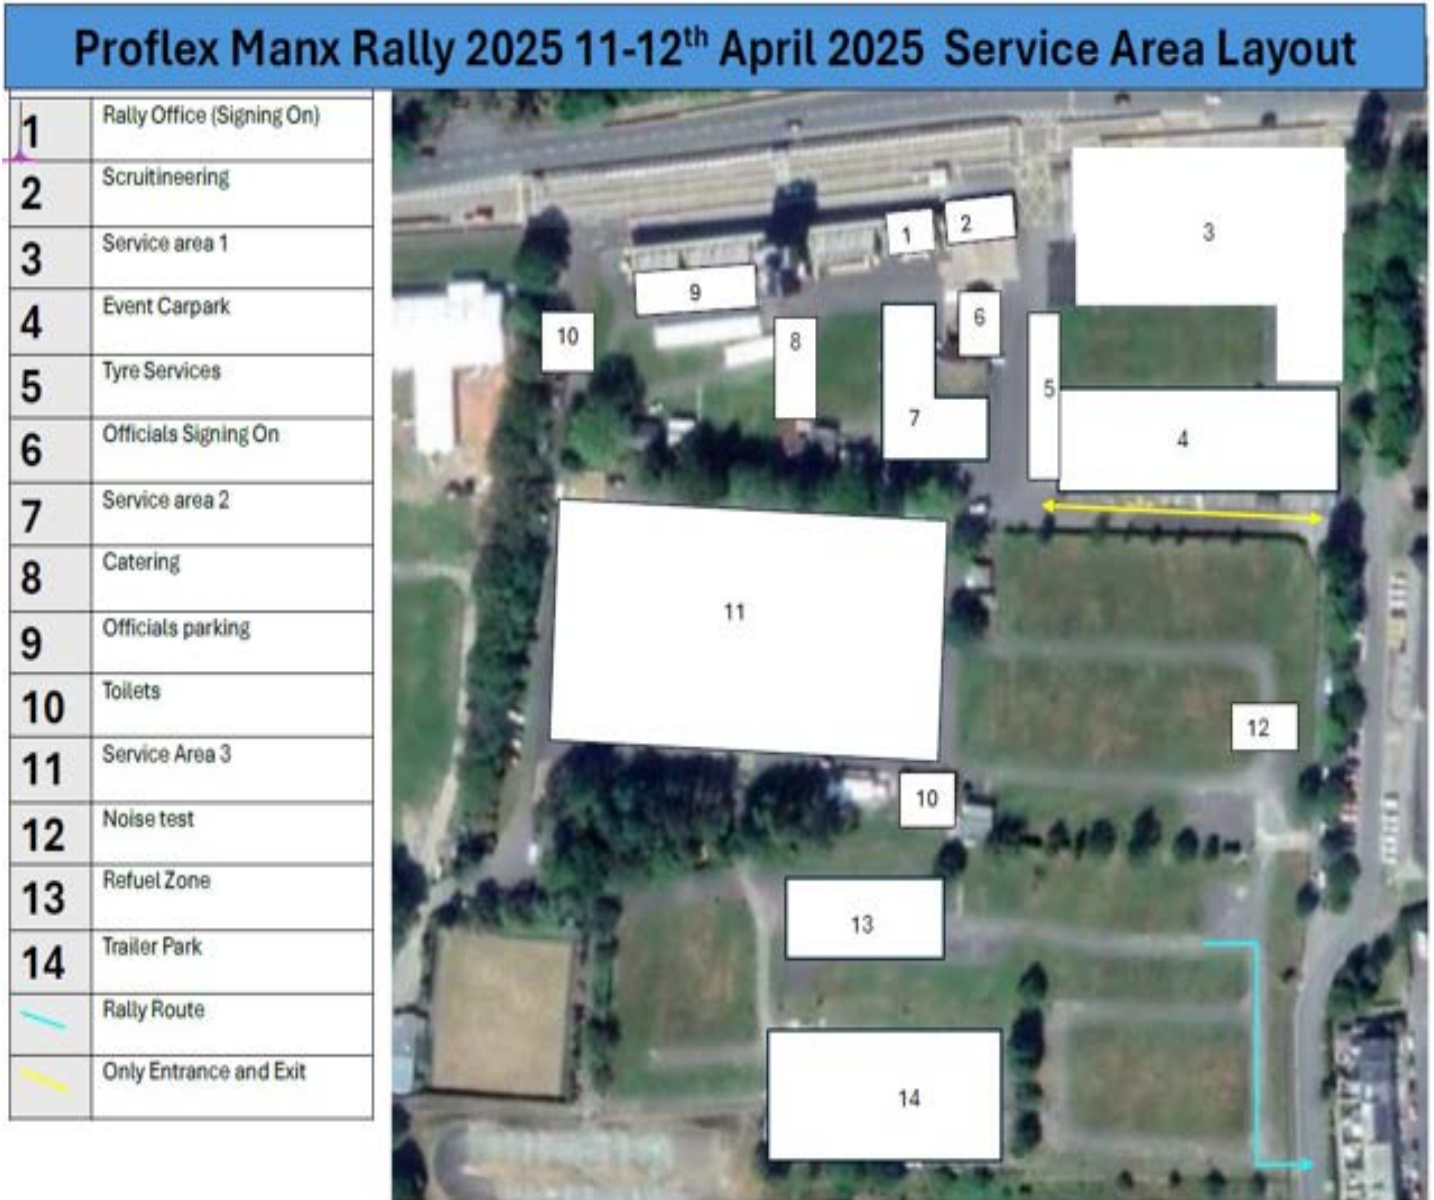 Proflex Manx Rally 2025 11-12th April 2025 Service Area Layout
1 Rally Office (Signing On)
2 Scruitineering
3 Service area 1
4 Event Carpark
5 Tyre Services
6 Officials Signing On
7 Service area 2
8 Catering
9 Officials parking
10 Toilets
11 Service Area 3
12 Noise test
13 Refuel Zone
14 Trailer Park
Rally Route
Only Entrance and Exit
1
2
3
9
10
8
6
5
7
4
11
12
10
13
14